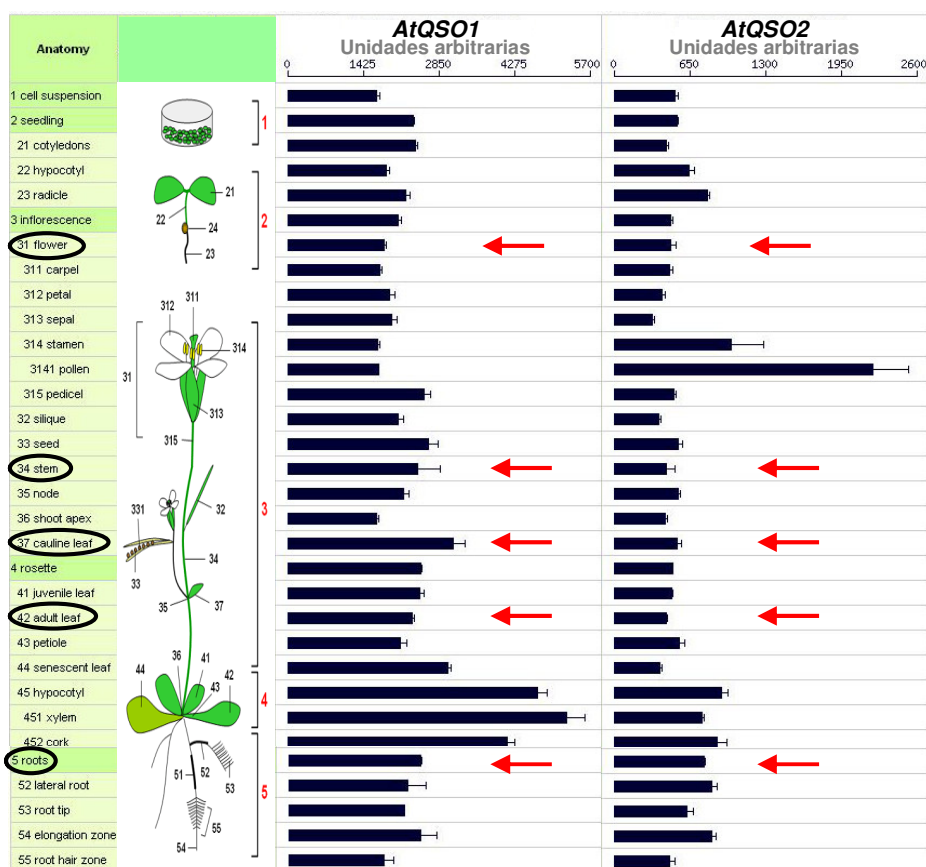 Anatomy
AtQSO1
Unidades arbitrarias
0 1425 2850 4275 5700
AtQSO2
Unidades arbitrarias
0 650 1300 1950 2600
1 cell suspension
2 seedling
21 cotyledons
22 hypocotyl
23 radicle
3 inflorescence
31 flower
311 carpel
312 petal
313 sepal
314 stamen
3141 pollen
315 pedicel
32 silique
33 seed
34 stem
35 node
36 shoot apex
37 cauline leaf
4 rosette
41 juvenile leaf
42 adult leaf
43 petiole
44 senescent leaf
45 hypocotyl
451 xylem
452 cork
5 roots
52 lateral root
53 root tip
54 elongation zone
55 root hair zone
1
21
22
24
23
2
311
312
314
31
313
315
32
331
33
34
35
37
3
36
41
44
42
43
4
51
52
53
55
54
5